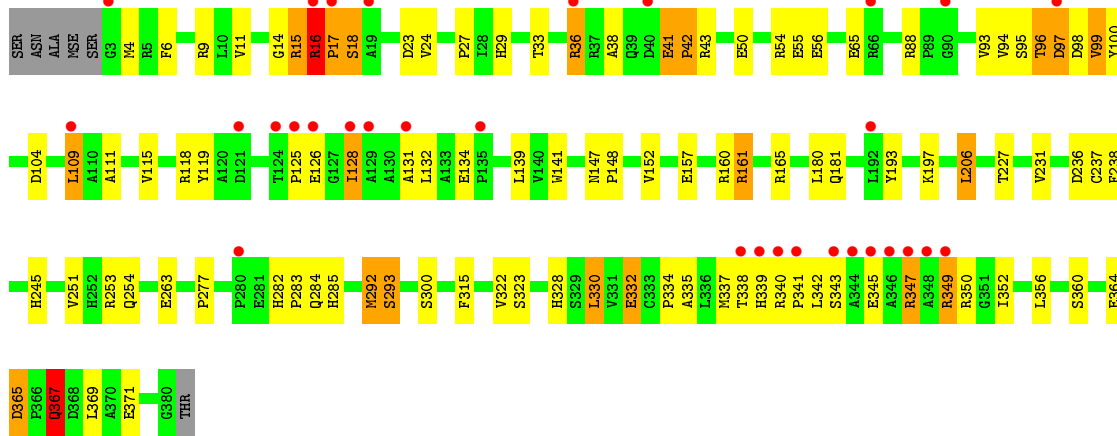 SER ASN ALA MSE SER G3 M4 R5 F6 R9 L10 V11 G14 R15 R16 P17 S18 A19 D23 V24 P27 I28 H29 T33 R36 R37 A38 Q39 D40 E41 P42 R43 E50 R54 E55 E56 E65 R66 R88 P89 G90 V93 V94 S95 T96 D97 D98 V99 Y100
D104 L109 A110 A111 V115 R118 Y119 A120 D121 T124 P125 E126 G127 I128 A129 A130 A131 L132 A133 E134 P135 L139 V140 W141 N147 P148 V152 E157 R160 R161 R165 L180 Q181 L192 Y193 K197 L206 T227 V231 D236 C237 E238
H245 V251 H252 R253 Q254 E263 P277 P280 E281 H282 P283 Q284 H285 M292 S293 S300 F315 V322 S323 H328 S329 L330 V331 E332 C333 P334 A335 L336 M337 T338 H339 R340 P341 L342 S343 A344 E345 A346 R347 A348 R349 R350 G351 I352 L356 S360 E364
D365 P366 Q367 D368 L369 A370 E371 G380 THR